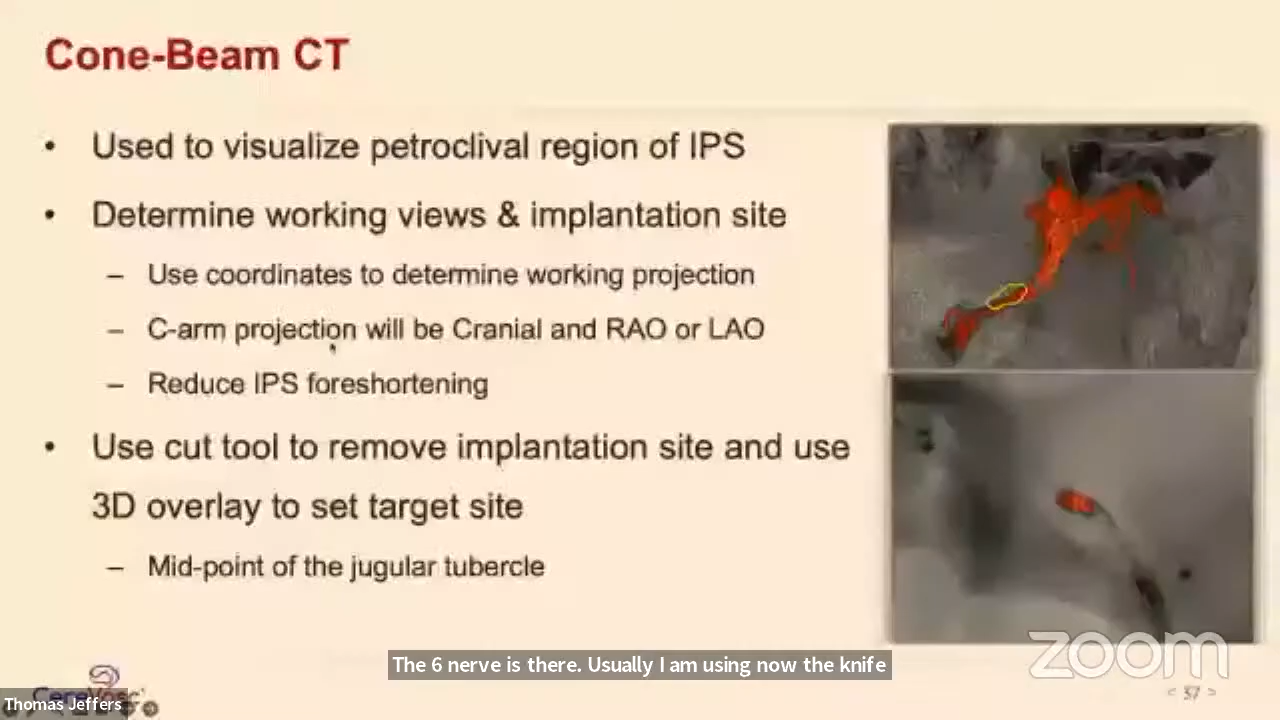 Cone-Beam CT
• Used to visualize petroclival region of IPS
• Determine working views & implantation site
– Use coordinates to determine working projection
– C-arm projection will be Cranial and RAO or LAO
– Reduce IPS foreshortening
• Use cut tool to remove implantation site and use
3D overlay to set target site
– Mid-point of the jugular tubercle
The 6 nerve is there. Usually I am using now the knife
zoom
CereVasc
Thomas Jeffers
< 37 >